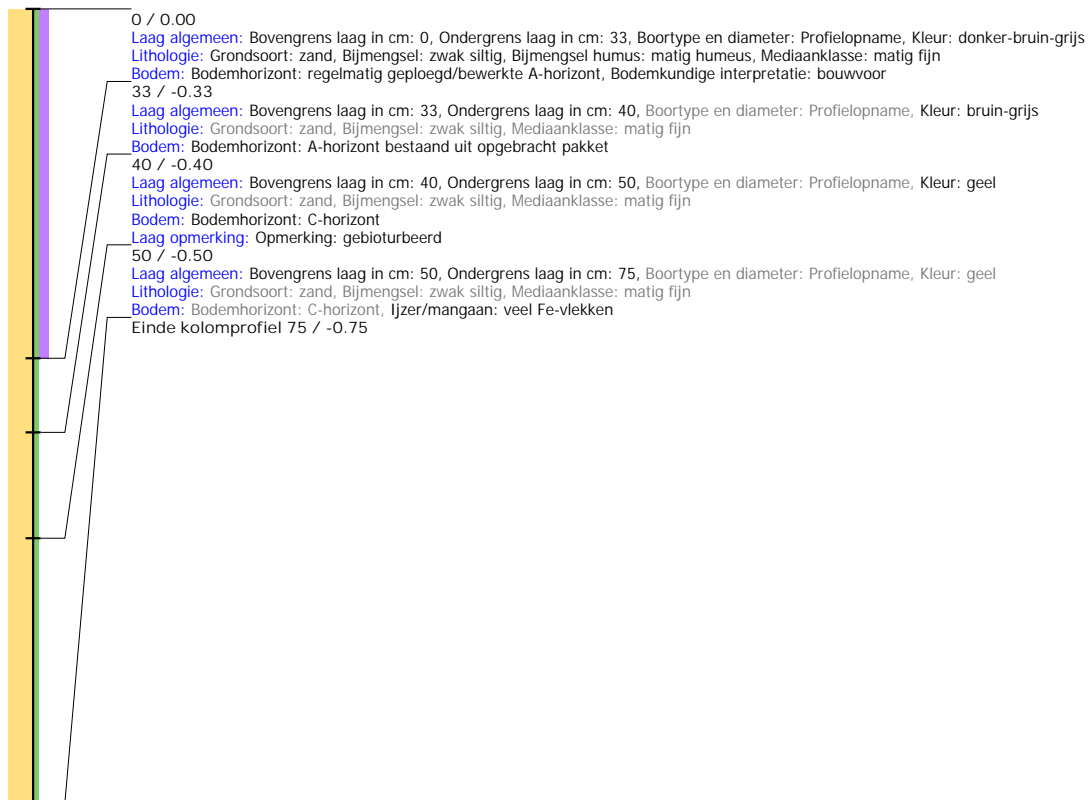 0 / 0.00
Laag algemeen: Bovengrens laag in cm: 0, Ondergrens laag in cm: 33, Boortype en diameter: Profielopname, Kleur: donker-bruin-grijs
Lithologie: Grondsoort: zand, Bijmengsel: zwak siltig, Bijmengsel humus: matig humeus, Mediaanklasse: matig fijn
Bodem: Bodemhorizont: regelmatig geploegd/bewerkte A-horizont, Bodemkundige interpretatie: bouwvoor
33 / -0.33
Laag algemeen: Bovengrens laag in cm: 33, Ondergrens laag in cm: 40, Boortype en diameter: Profielopname, Kleur: bruin-grijs
Lithologie: Grondsoort: zand, Bijmengsel: zwak siltig, Mediaanklasse: matig fijn
Bodem: Bodemhorizont: A-horizont bestaand uit opgebracht pakket
40 / -0.40
Laag algemeen: Bovengrens laag in cm: 40, Ondergrens laag in cm: 50, Boortype en diameter: Profielopname, Kleur: geel
Lithologie: Grondsoort: zand, Bijmengsel: zwak siltig, Mediaanklasse: matig fijn
Bodem: Bodemhorizont: C-horizont
Laag opmerking: Opmerking: gebioturbeerd
50 / -0.50
Laag algemeen: Bovengrens laag in cm: 50, Ondergrens laag in cm: 75, Boortype en diameter: Profielopname, Kleur: geel
Lithologie: Grondsoort: zand, Bijmengsel: zwak siltig, Mediaanklasse: matig fijn
Bodem: Bodemhorizont: C-horizont, Ijzer/mangaan: veel Fe-vlekken
Einde kolomprofiel 75 / -0.75